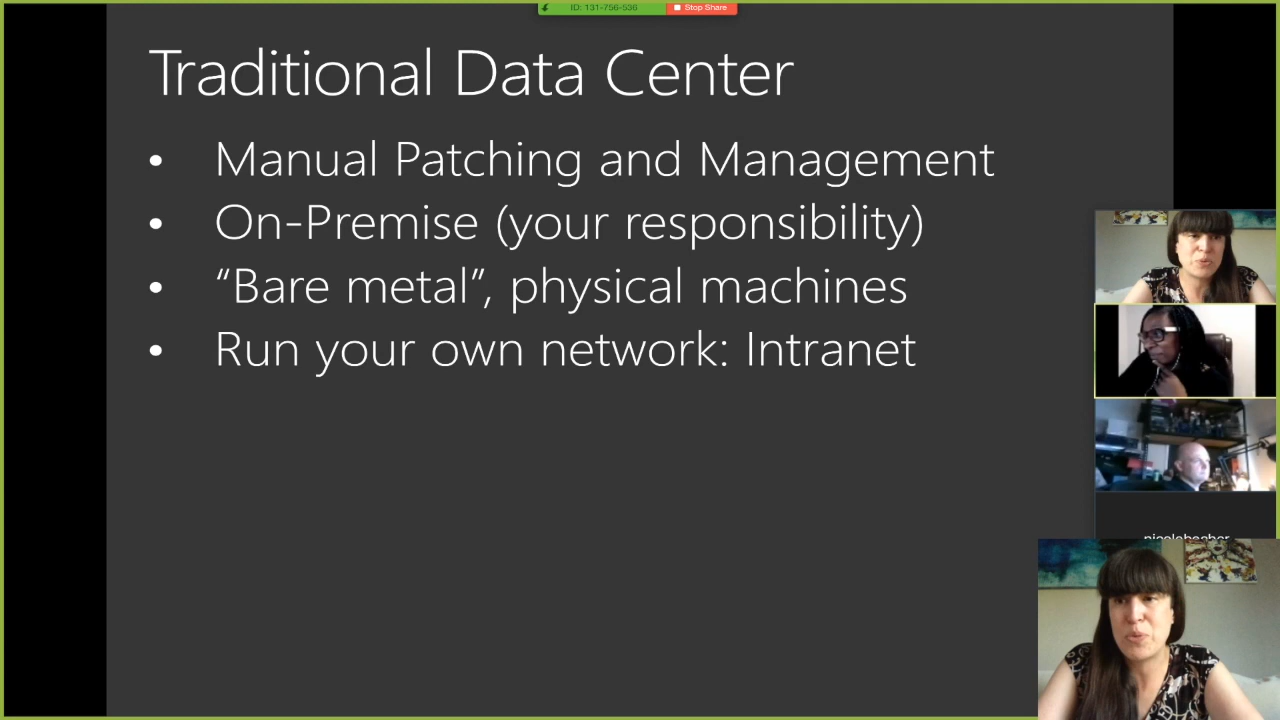 ID: 131-756-536 Stop Share
Traditional Data Center
• Manual Patching and Management
• On-Premise (your responsibility)
• “Bare metal”, physical machines
• Run your own network: Intranet